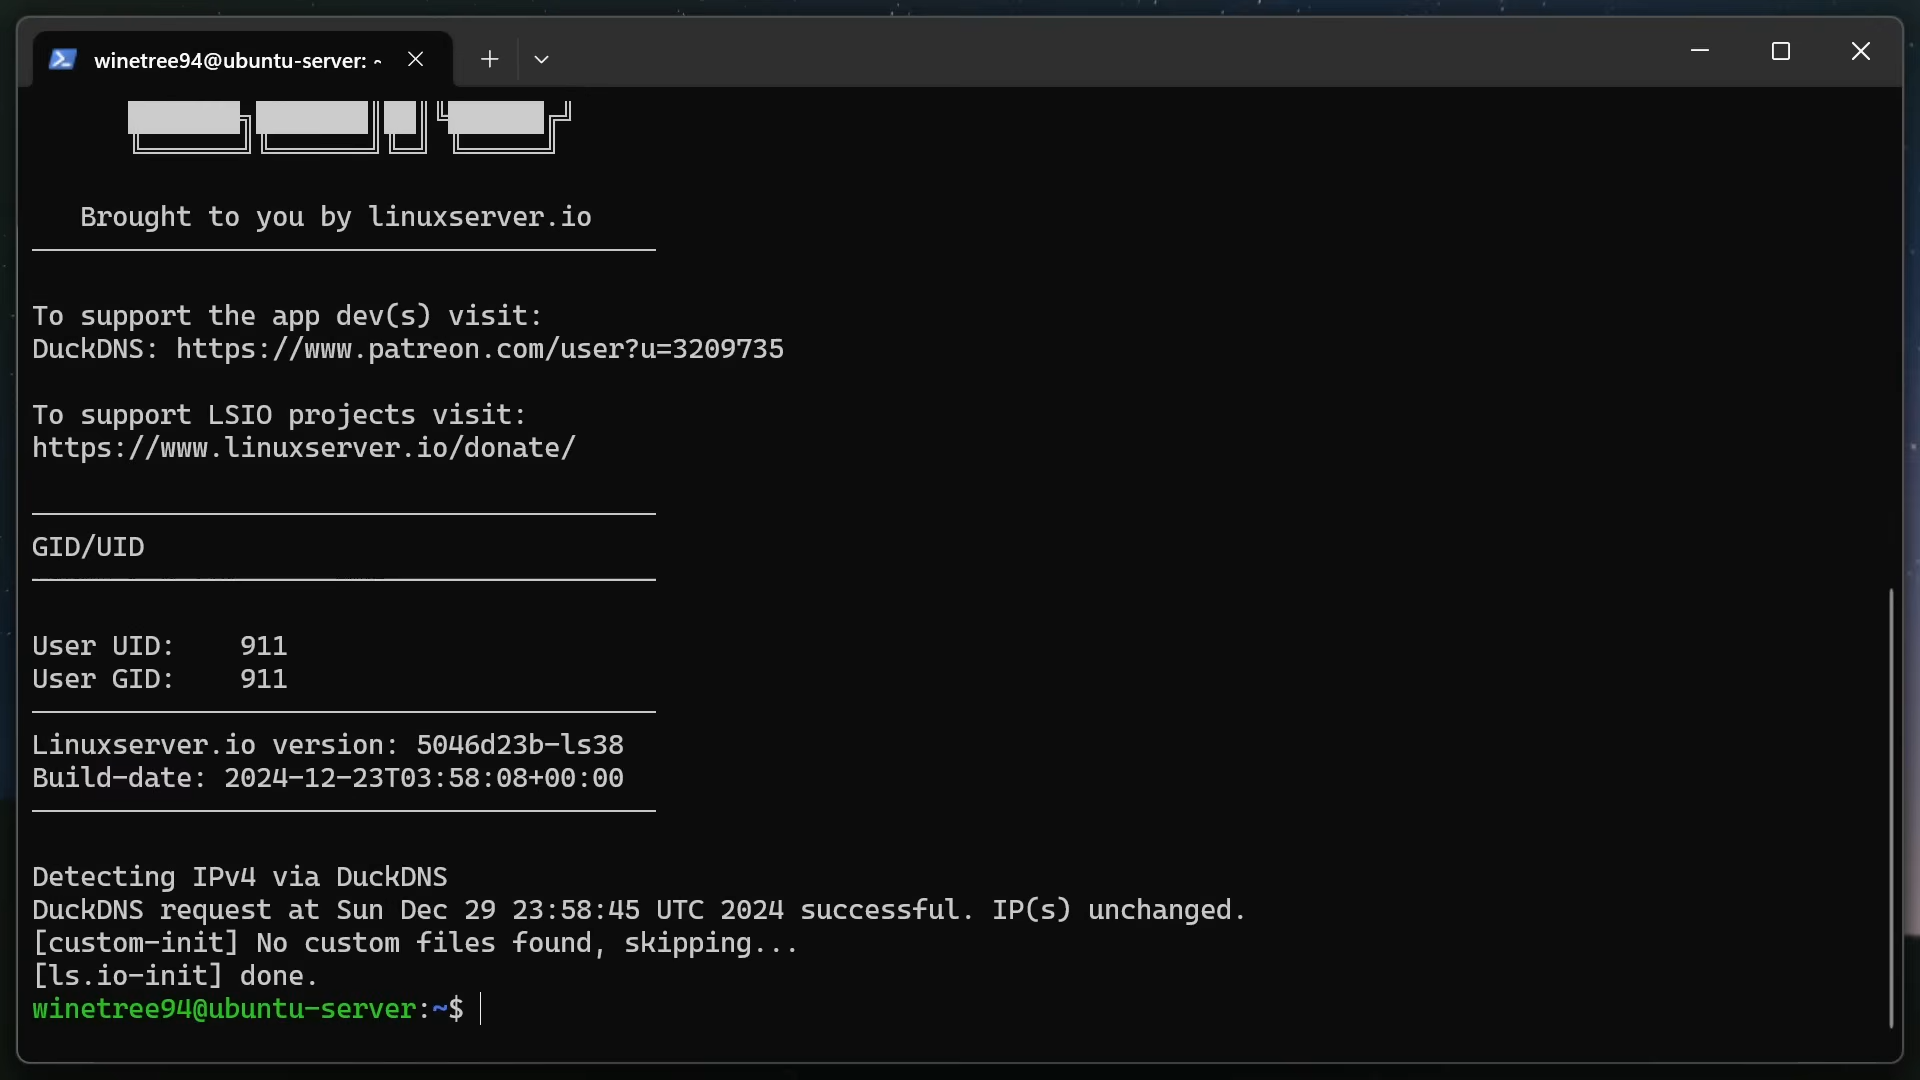 winetree94@ubuntu-server: ~
Brought to you by linuxserver.io
To support the app dev(s) visit:
DuckDNS: https://www.patreon.com/user?u=3209735
To support LSIO projects visit:
https://www.linuxserver.io/donate/
GID/UID
User UID:    911
User GID:    911
Linuxserver.io version: 5046d23b-ls38
Build-date: 2024-12-23T03:58:08+00:00
Detecting IPv4 via DuckDNS
DuckDNS request at Sun Dec 29 23:58:45 UTC 2024 successful. IP(s) unchanged.
[custom-init] No custom files found, skipping...
[ls.io-init] done.
winetree94@ubuntu-server:~$